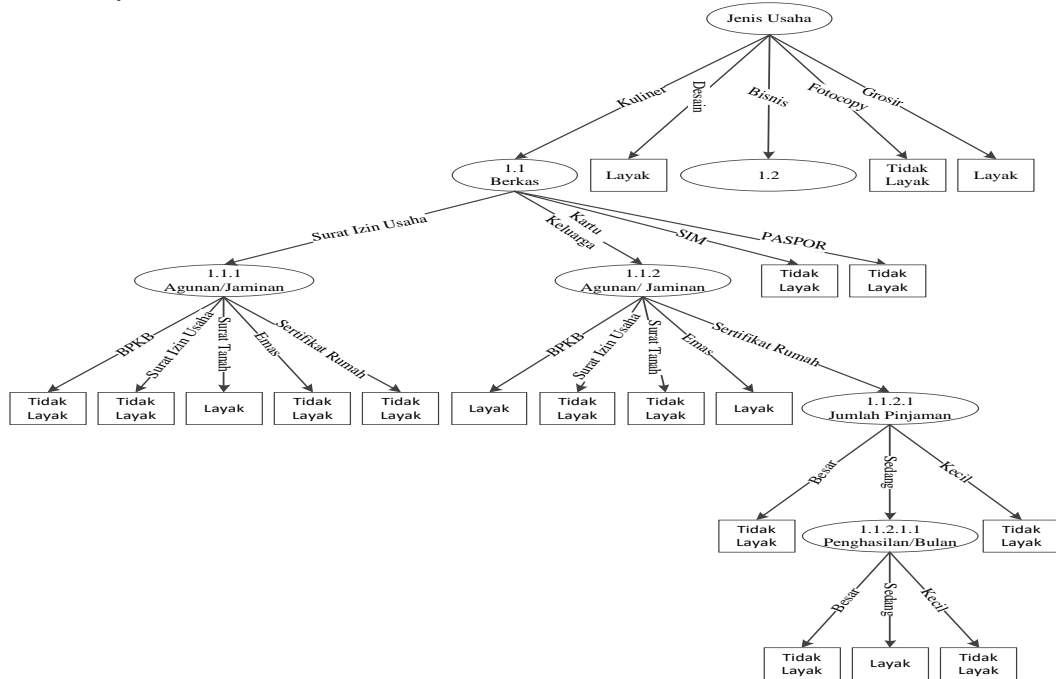 Jenis Usaha
Kuliner
Desain
Bisnis
Fotocopy
Grosir
1.1
Berkas
Layak
1.2
Tidak
Layak
Layak
Surat Izin Usaha
Kartu
Keluarga
SIM
PASPOR
1.1.1
Agunan/Jaminan
1.1.2
Agunan/ Jaminan
Tidak
Layak
Tidak
Layak
BPKB
Surat Izin Usaha
Surat Tanah
Emas
Sertifikat Rumah
BPKB
Surat Izin Usaha
Surat Tanah
Emas
Sertifikat Rumah
Tidak
Layak
Tidak
Layak
Layak
Tidak
Layak
Tidak
Layak
Layak
Tidak
Layak
Tidak
Layak
Layak
1.1.2.1
Jumlah Pinjaman
Besar
Sedang
Kecil
Tidak
Layak
1.1.2.1.1
Penghasilan/Bulan
Tidak
Layak
Besar
Sedang
Kecil
Tidak
Layak
Layak
Tidak
Layak